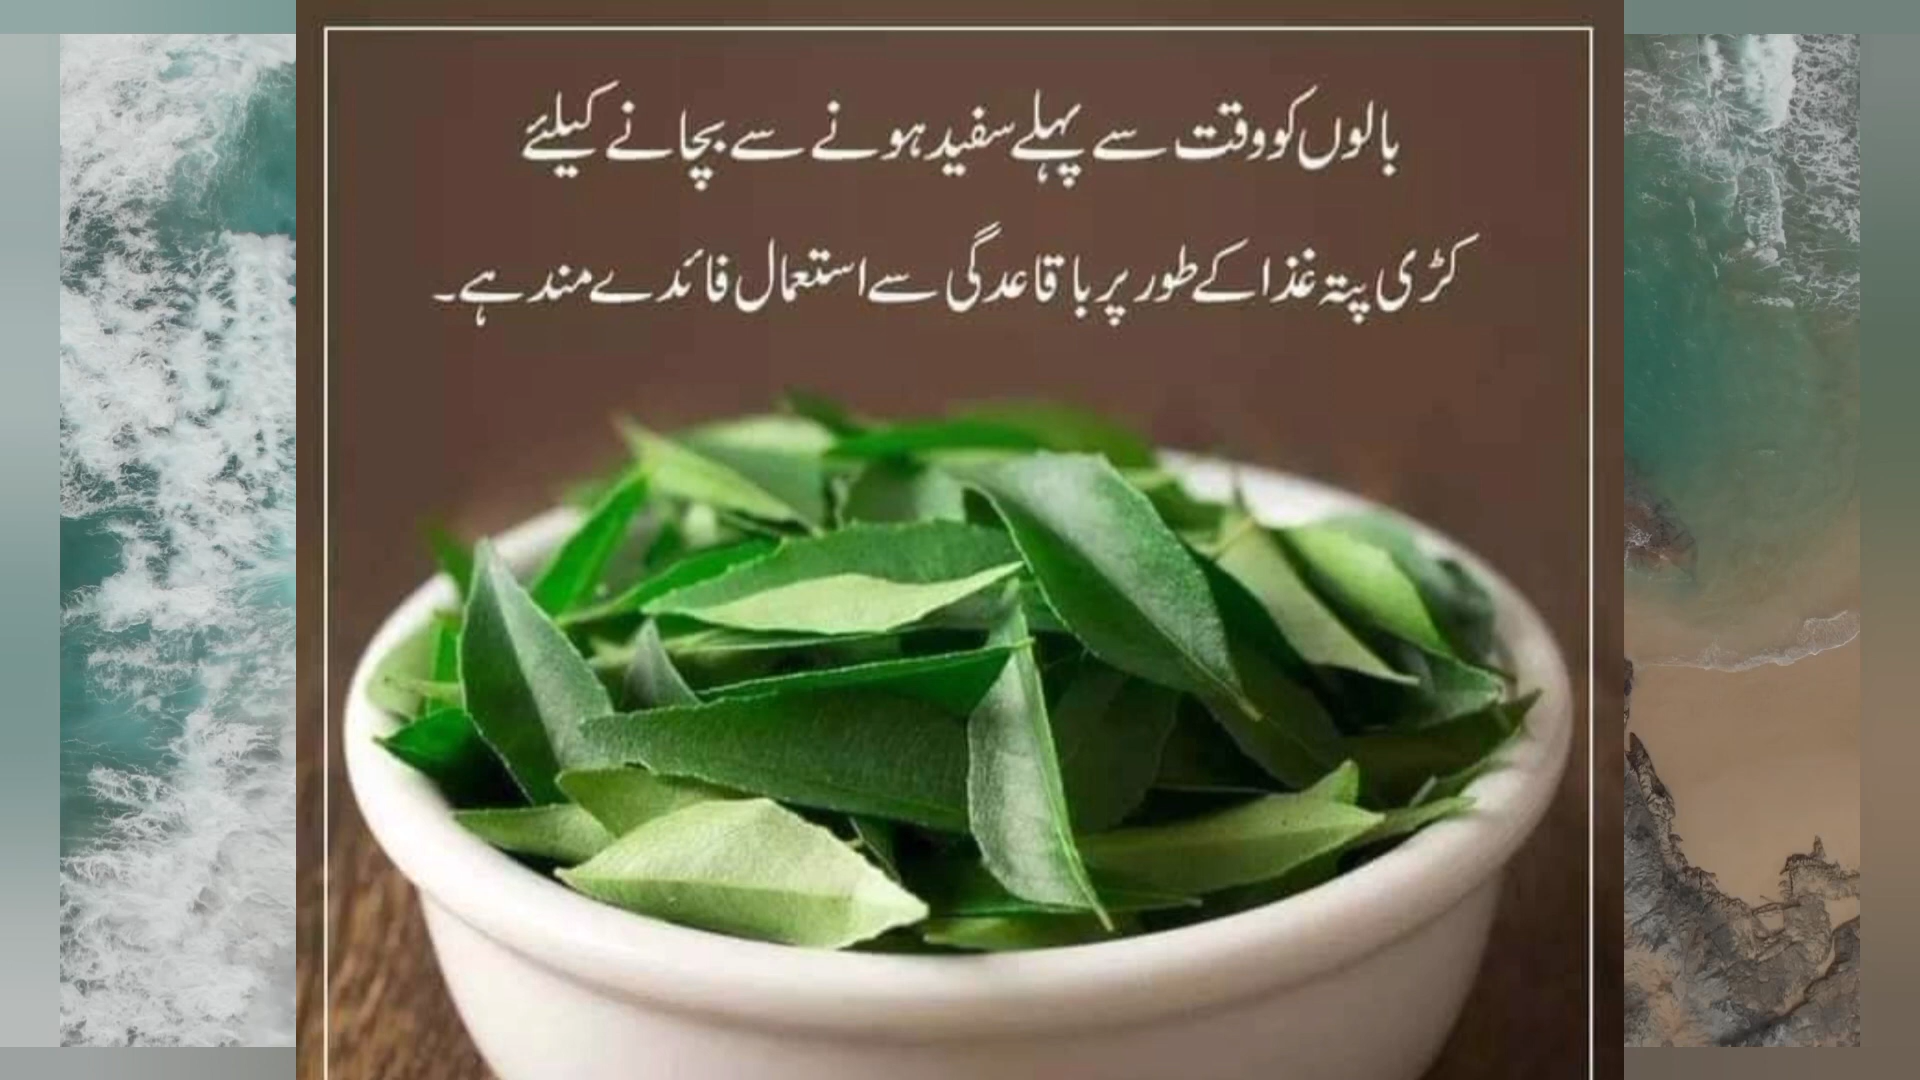 بالوں کو وقت سے پہلے سفید ہونے سے بچانے کیلئے
کڑی پتہ غذا کے طور پر باقاعدگی سے استعمال فائدے مند ہے۔